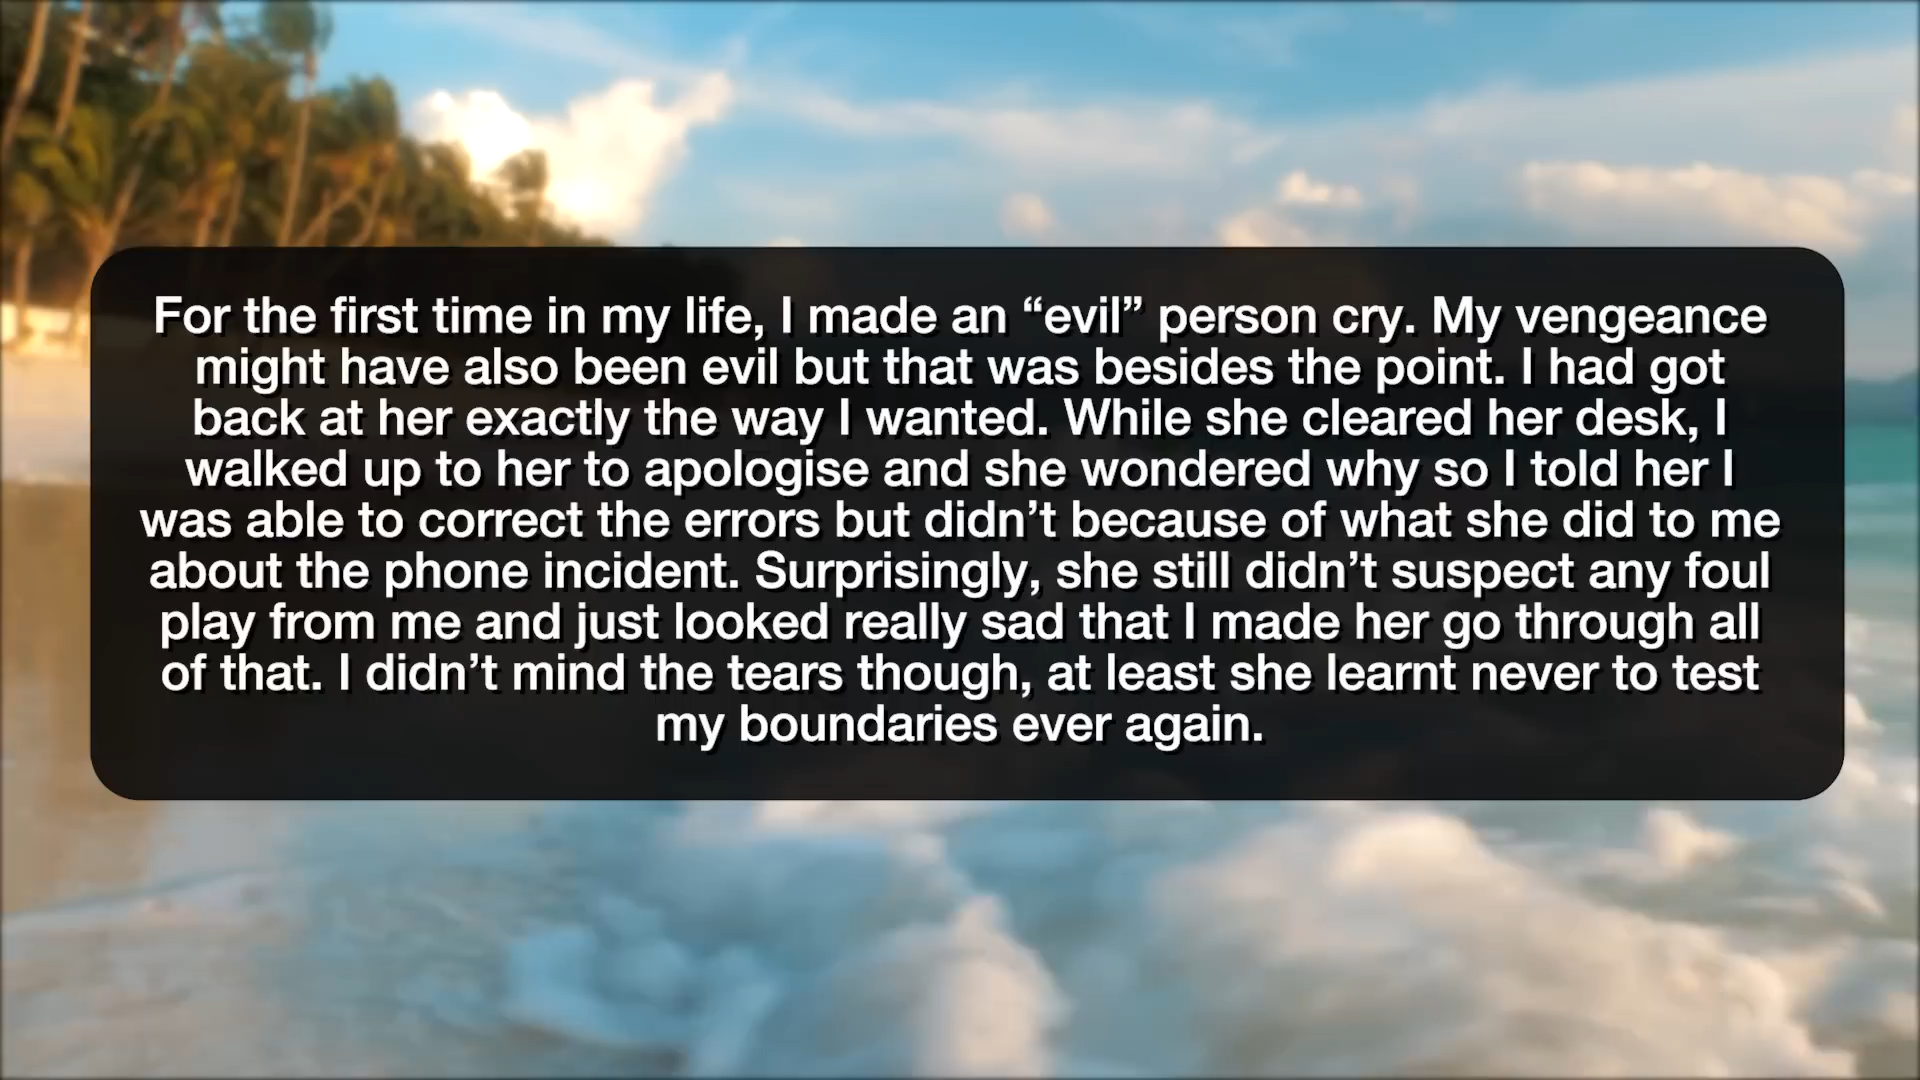 For the first time in my life, I made an “evil” person cry. My vengeance
might have also been evil but that was besides the point. I had got
back at her exactly the way I wanted. While she cleared her desk, I
walked up to her to apologise and she wondered why so I told her I
was able to correct the errors but didn’t because of what she did to me
about the phone incident. Surprisingly, she still didn’t suspect any foul
play from me and just looked really sad that I made her go through all
of that. I didn’t mind the tears though, at least she learnt never to test
my boundaries ever again.